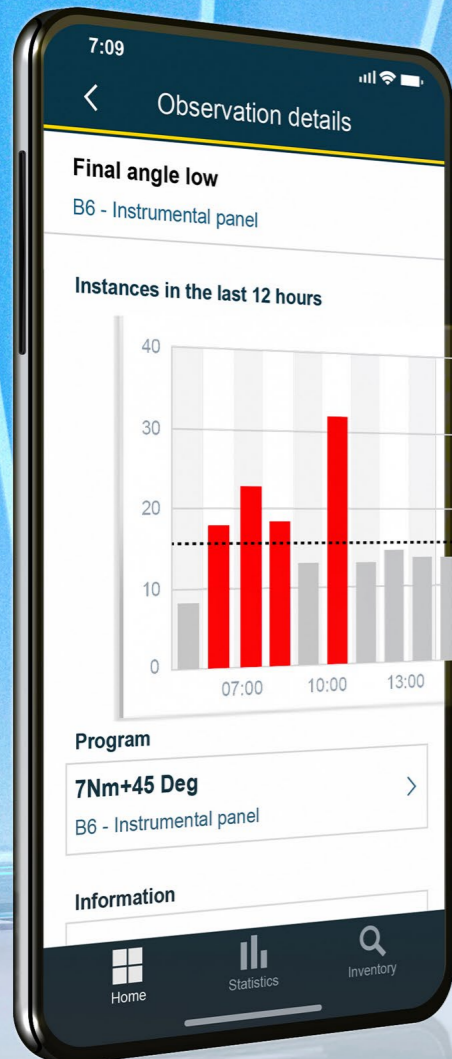 7:09
Observation details
Final angle low
B6 - Instrumental panel
Instances in the last 12 hours
40
30
20
10
0
07:00
10:00
13:00
Program
7Nm+45 Deg
B6 - Instrumental panel
Information
Home
Statistics
Inventory